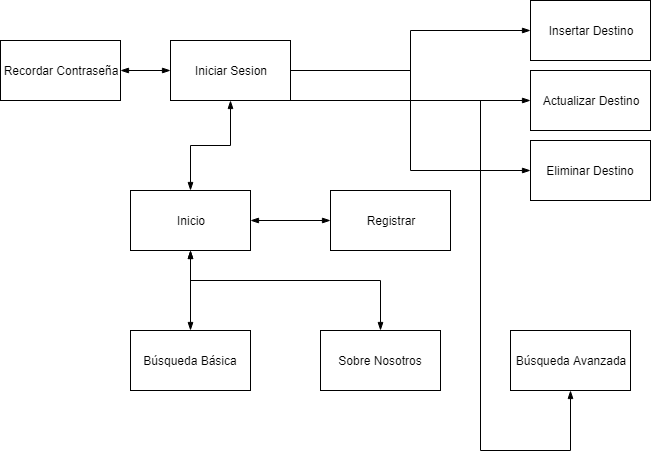 Insertar Destino
Recordar Contraseña
Iniciar Sesion
Actualizar Destino
Eliminar Destino
Inicio
Registrar
Búsqueda Básica
Sobre Nosotros
Búsqueda Avanzada